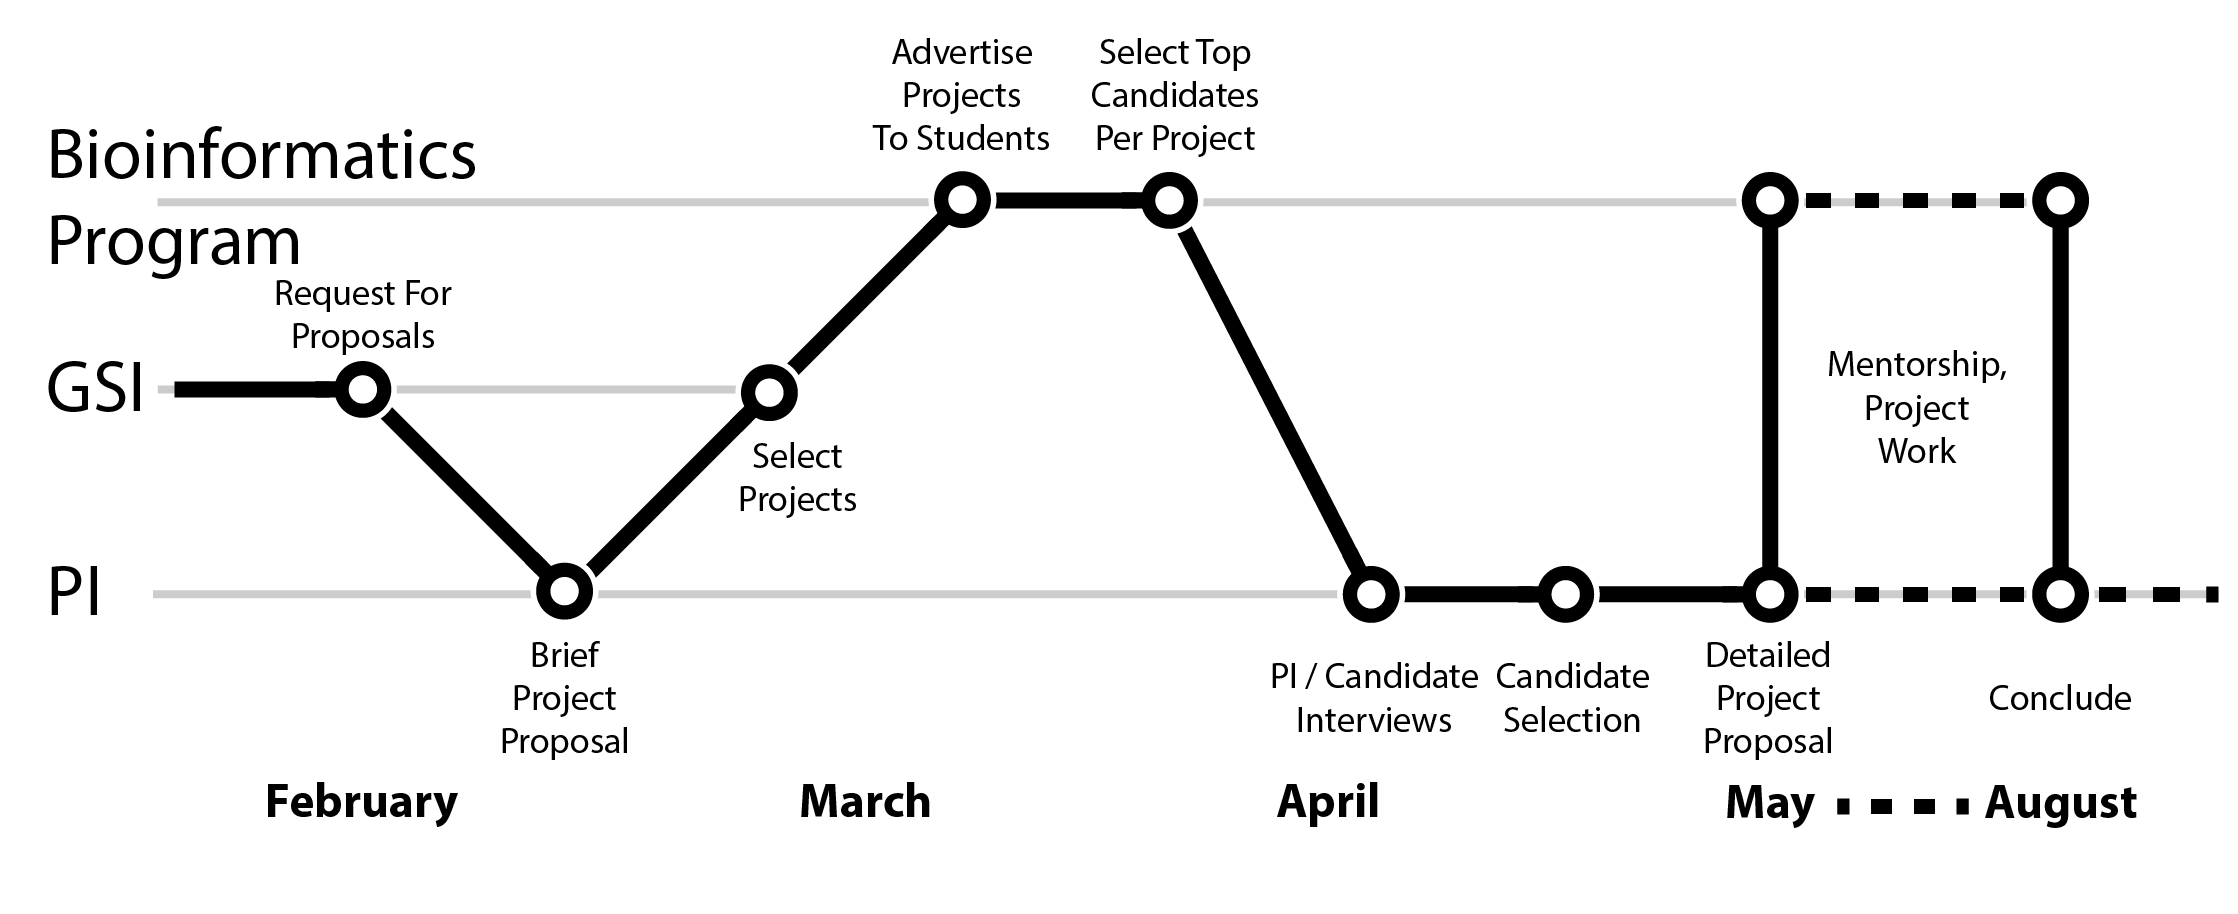 Advertise
Projects
To Students
Select Top
Candidates
Per Project
Bioinformatics
Program
Request For
Proposals
GSI
Select
Projects
Mentorship,
Project
Work
PI
Brief
Project
Proposal
PI / Candidate
Interviews
Candidate
Selection
Detailed
Project
Proposal
Conclude
February
March
April
May
August